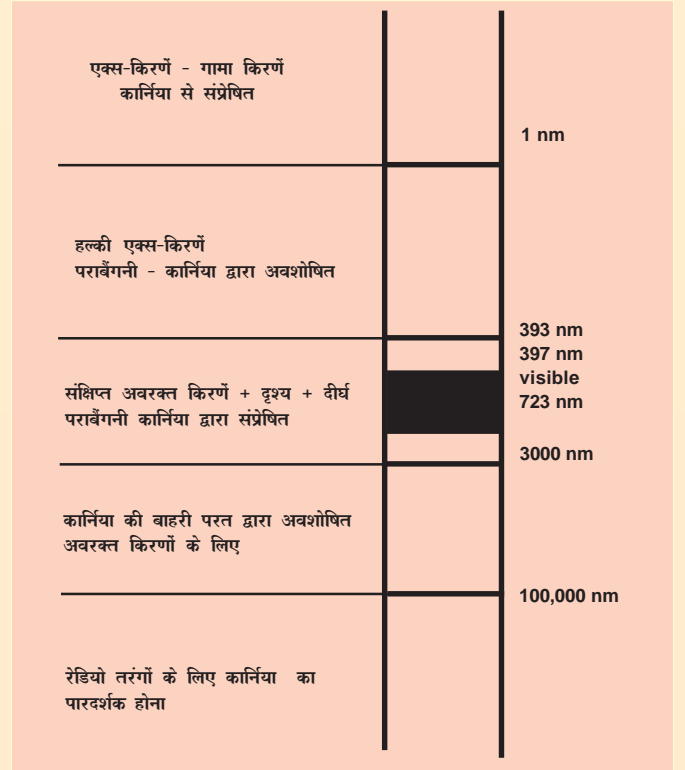 एक्स-किरणें - गामा किरणें
कार्निया से संप्रेषित
1 nm
हल्की एक्स-किरणें
पराबैंगनी - कार्निया द्वारा अवशोषित
393 nm
397 nm
visible
723 nm
संक्षिप्त अवरक्त किरणें + दृश्य + दीर्घ
पराबैंगनी कार्निया द्वारा संप्रेषित
3000 nm
कार्निया की बाहरी परत द्वारा अवशोषित
अवरक्त किरणों के लिए
100,000 nm
रेडियो तरंगों के लिए कार्निया का
पारदर्शक होना